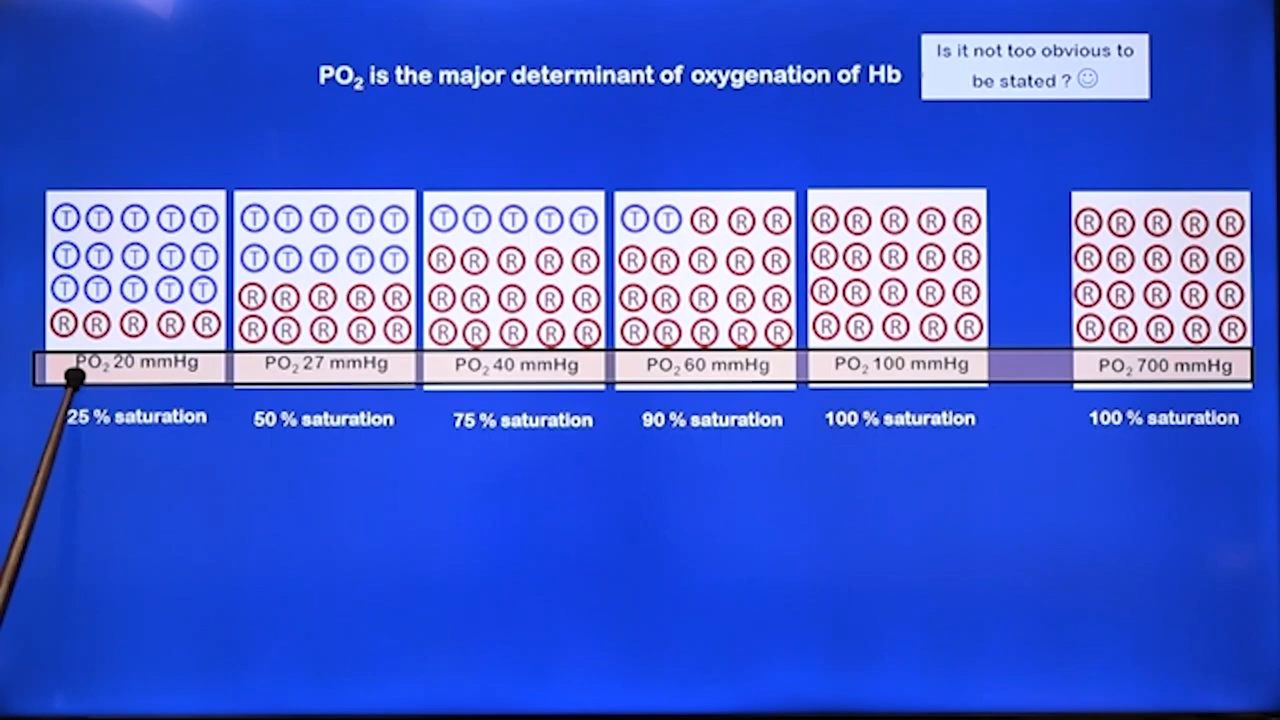 PO₂ is the major determinant of oxygenation of Hb
Is it not too obvious to
be stated ? ☺
T T T T T
T T T T T
T T T T T
R R R R R
PO₂ 20 mmHg
25 % saturation
T T T T T
T T T T T
R R R R R
R R R R R
PO₂ 27 mmHg
50 % saturation
T T T T T
R R R R R
R R R R R
R R R R R
PO₂ 40 mmHg
75 % saturation
T T R R R
R R R R R
R R R R R
R R R R R
PO₂ 60 mmHg
90 % saturation
R R R R R
R R R R R
R R R R R
R R R R R
PO₂ 100 mmHg
100 % saturation
R R R R R
R R R R R
R R R R R
R R R R R
PO₂ 700 mmHg
100 % saturation